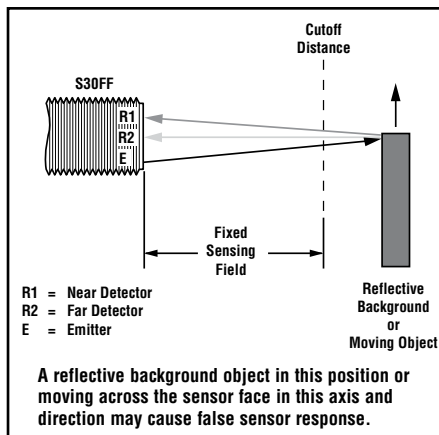 Cutoff
Distance
S30FF
R1
R2
E
Fixed
Sensing
Field
R1 = Near Detector
R2 = Far Detector
E = Emitter
Reflective
Background
or
Moving Object
A reflective background object in this position or
moving across the sensor face in this axis and
direction may cause false sensor response.